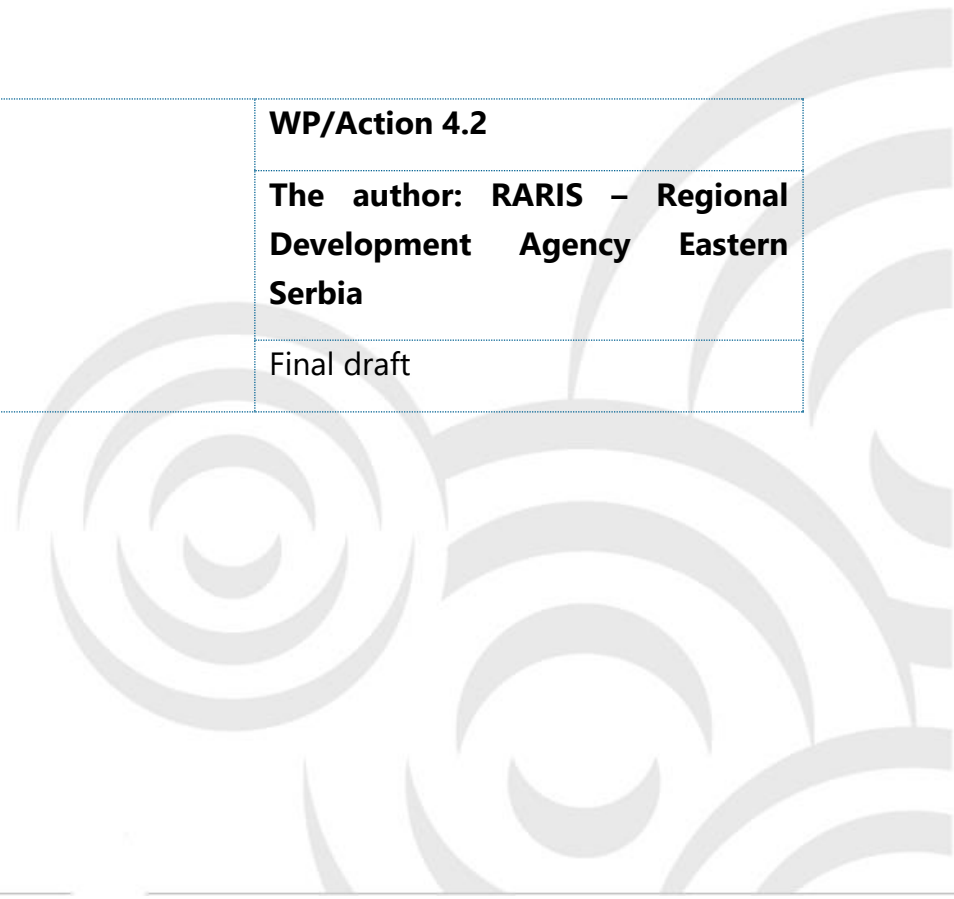 WP/Action 4.2
The author: RARIS – Regional
Development Agency Eastern
Serbia
Final draft